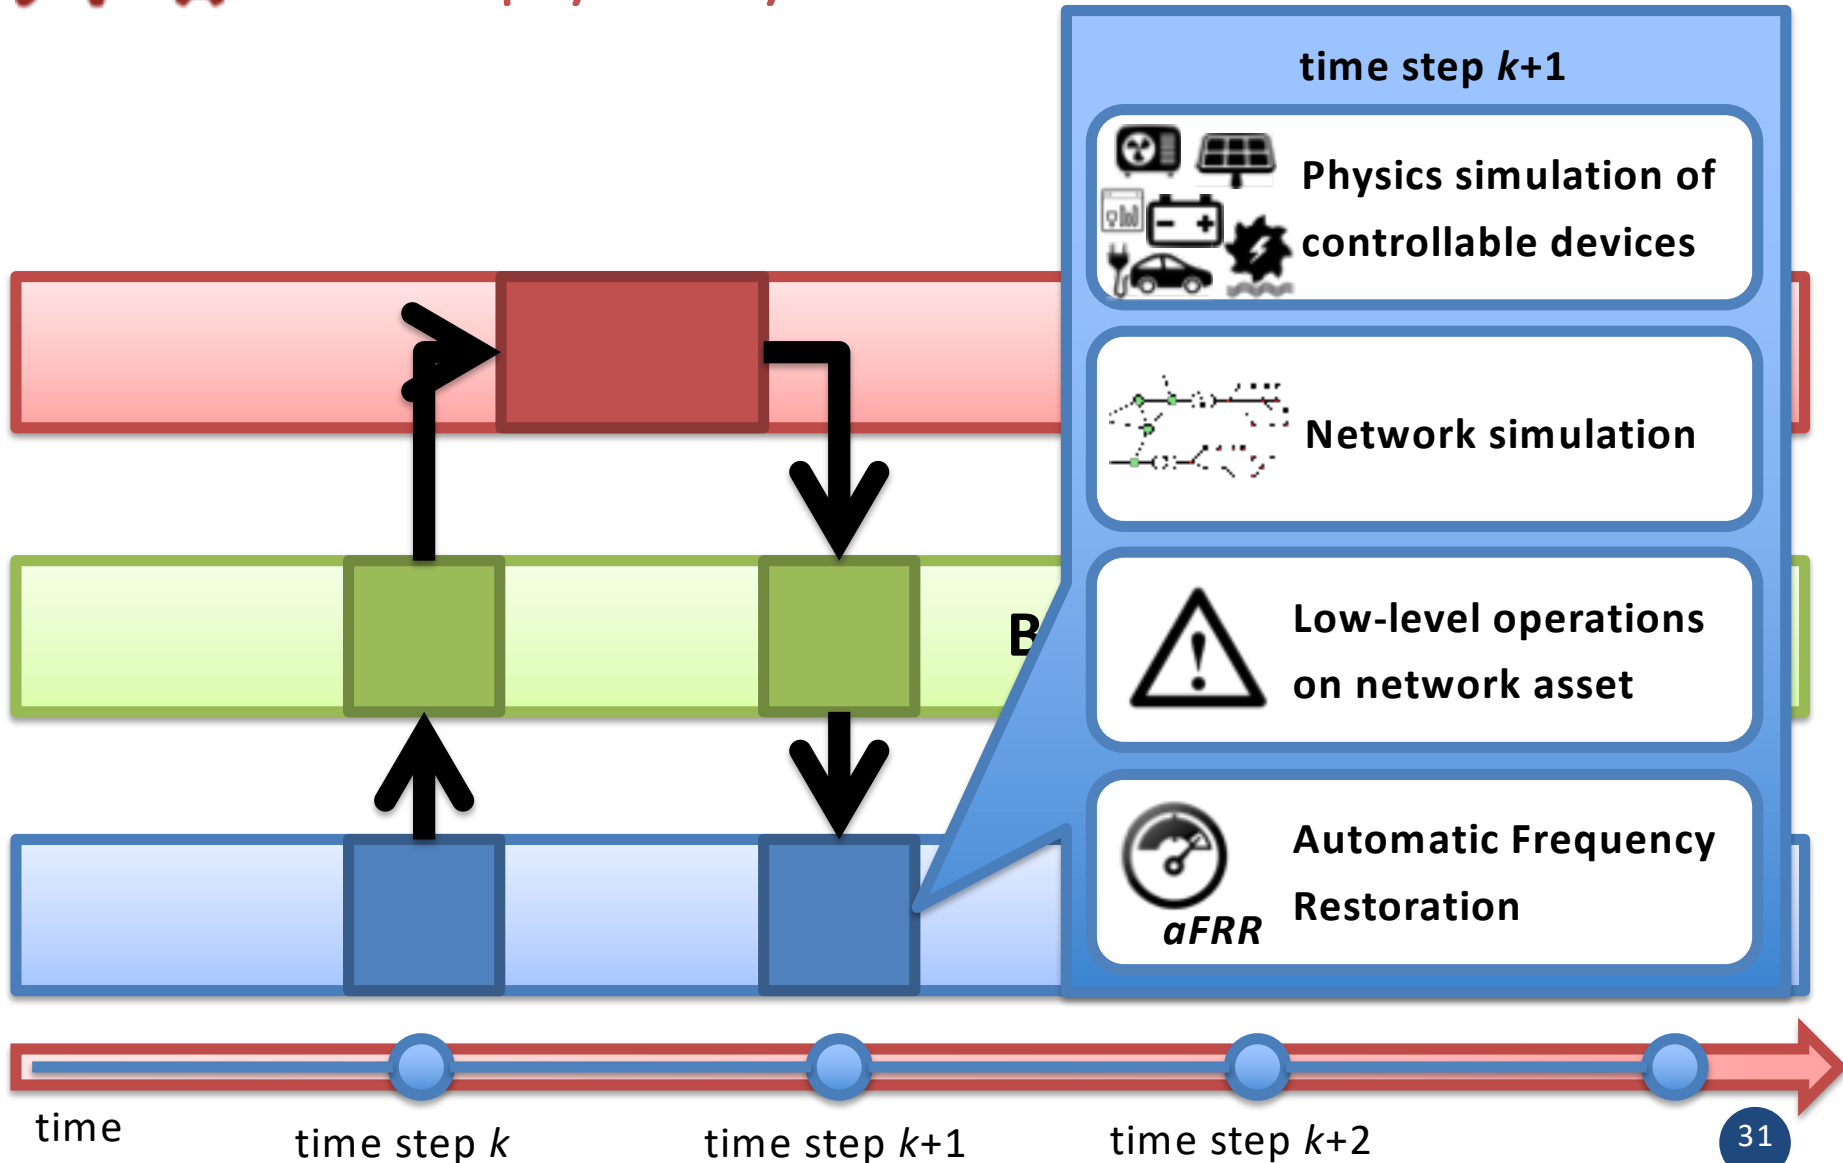 time step k+1
Physics simulation of
controllable devices
Network simulation
B
Low-level operations
on network asset
Automatic Frequency
Restoration
aFRR
time
time step k
time step k+1
time step k+2
31